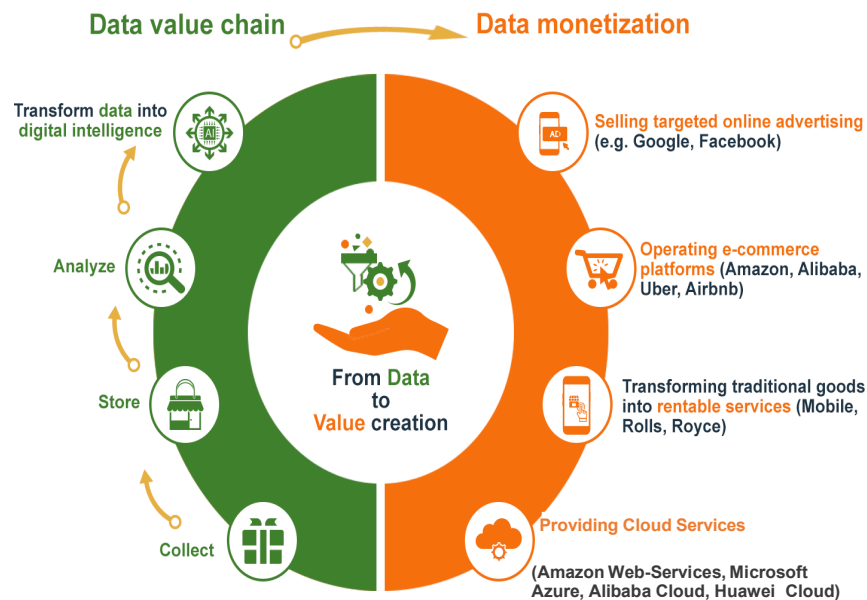 Data value chain
Data monetization
Transform data into
digital intelligence
AI
Analyze
Store
Collect
From Data
to
Value creation
AD
Selling targeted online advertising
(e.g. Google, Facebook)
Operating e-commerce
platforms (Amazon, Alibaba,
Uber, Airbnb)
Transforming traditional goods
into rentable services (Mobile,
Rolls, Royce)
Providing Cloud Services
(Amazon Web-Services, Microsoft
Azure, Alibaba Cloud, Huawei Cloud)